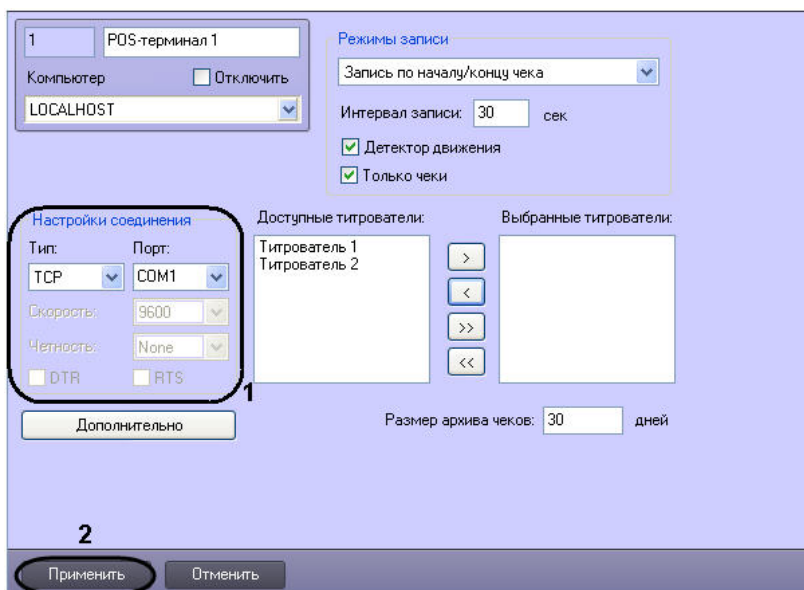 1 POS-терминал 1
Компьютер Отключить
LOCALHOST
Режимы записи
Запись по началу/концу чека
Интервал записи: 30 сек
Детектор движения
Только чеки
Настройки соединения
Тип: Порт:
TCP COM1
Скорость: 9600
Четность: None
DTR RTS
1
Дополнительно
Доступные титрователи:
Титрователь 1
Титрователь 2
>
<
>>
<<
Выбранные титрователи:
Размер архива чеков: 30 дней
2
Применить Отменить